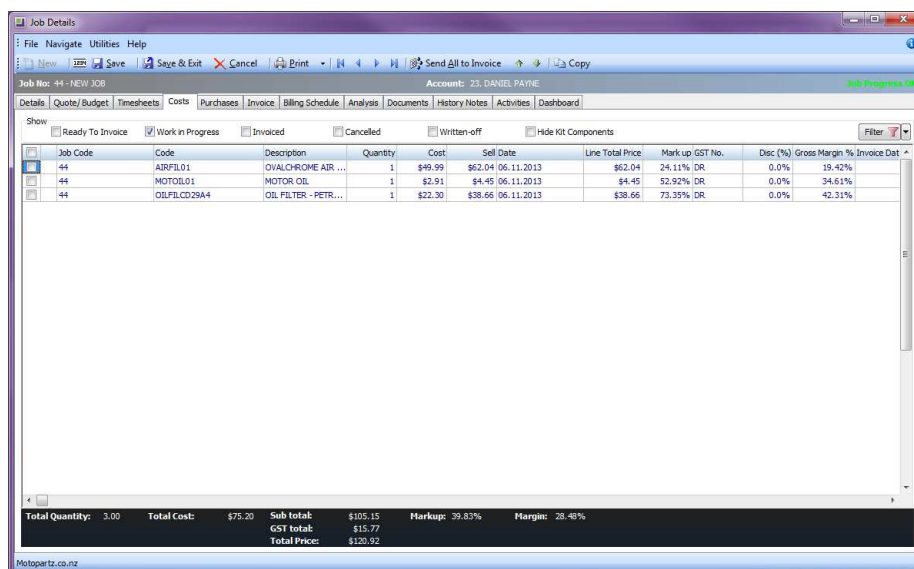 Job Details
File Navigate Utilities Help
New 1234 Save Save & Exit Cancel Print Send All to Invoice Copy
Job No: 44 - NEW JOB Account: 23, DANIEL PAYNE Job Progress OK
Details Quote/ Budget Timesheets Costs Purchases Invoice Billing Schedule Analysis Documents History Notes Activities Dashboard
Show
Ready To Invoice Work in Progress Invoiced Cancelled Written-off Hide Kit Components Filter
Job Code Code Description Quantity Cost Sell Date Line Total Price Mark up GST No. Disc (%) Gross Margin % Invoice Dat
44 AIRFIL01 OVALCHROME AIR ... 1 $49.99 $62.04 06.11.2013 $62.04 24.11% DR 0.0% 19.42%
44 MOTOIL01 MOTOR OIL 1 $2.91 $4.45 06.11.2013 $4.45 52.92% DR 0.0% 34.61%
44 OILFILCD29A4 OIL FILTER - PETR... 1 $22.30 $38.66 06.11.2013 $38.66 73.35% DR 0.0% 42.31%
Total Quantity: 3.00 Total Cost: $75.20 Sub total: $105.15 Markup: 39.83% Margin: 28.48%
GST total: $15.77
Total Price: $120.92
Motopartz.co.nz